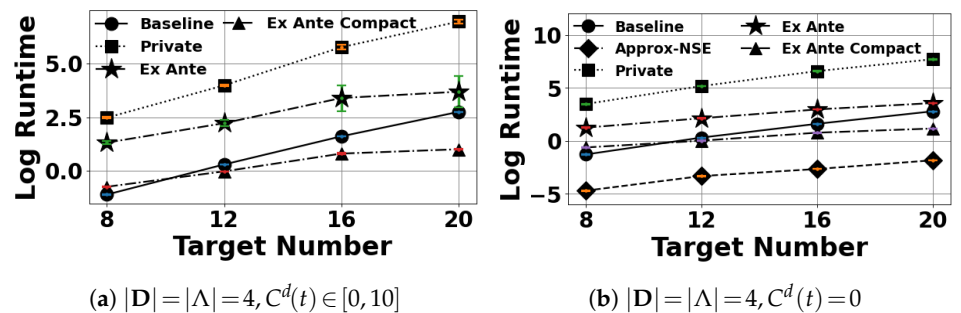 Baseline
Ex Ante Compact
Private
Ex Ante
Log Runtime
5.0
2.5
0.0
8 12 16 20
Target Number
(a) |D|=|Λ|=4, C^d(t)∈[0, 10]
Baseline
Ex Ante
Approx-NSE
Ex Ante Compact
Private
Log Runtime
10
5
0
−5
8 12 16 20
Target Number
(b) |D|=|Λ|=4, C^d(t)=0